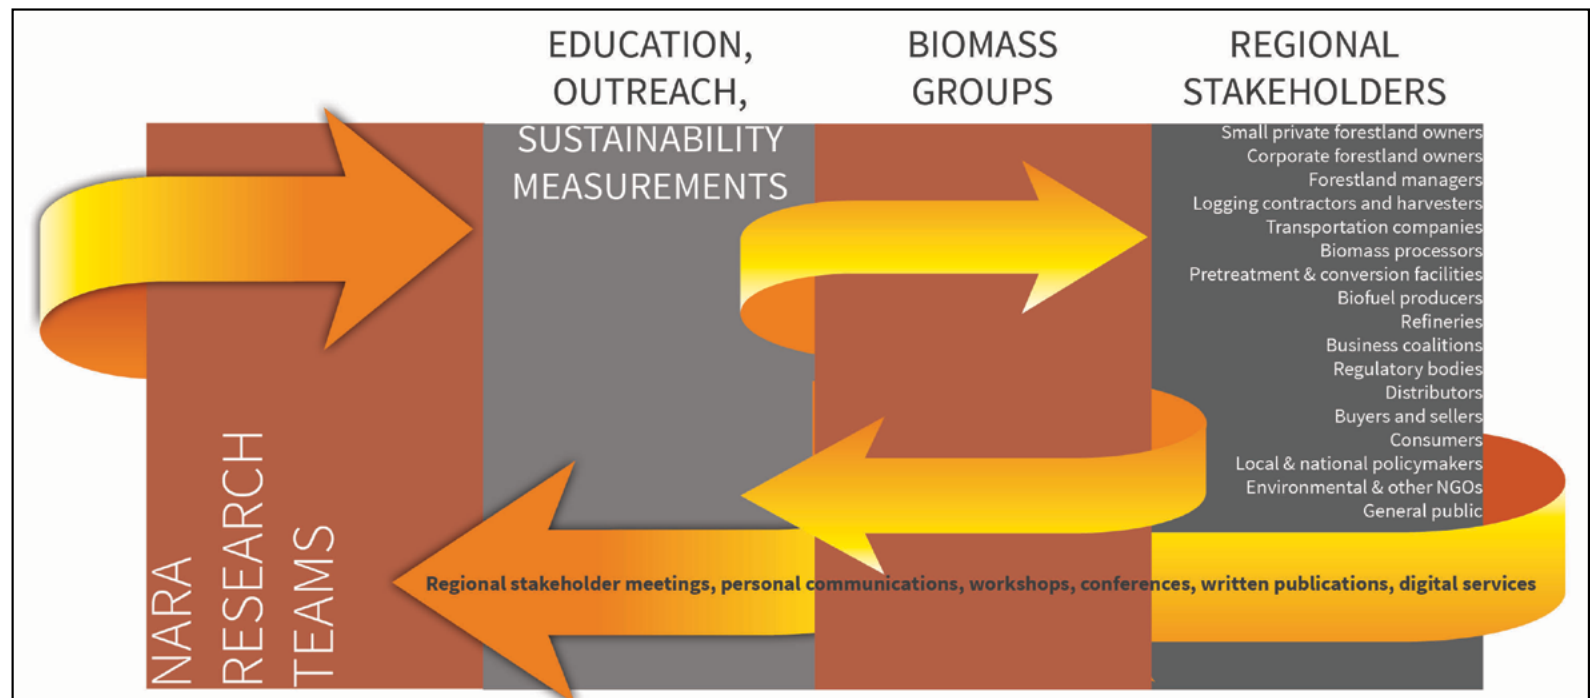 EDUCATION,
OUTREACH,
SUSTAINABILITY
MEASUREMENTS
BIOMASS
GROUPS
REGIONAL
STAKEHOLDERS
Small private forestland owners
Corporate forestland owners
Forestland managers
Logging contractors and harvesters
Transportation companies
Biomass processors
Pretreatment & conversion facilities
Biofuel producers
Refineries
Business coalitions
Regulatory bodies
Distributors
Buyers and sellers
Consumers
Local & national policymakers
Environmental & other NGOs
General public
NARA
RESEARCH
TEAMS
Regional stakeholder meetings, personal communications, workshops, conferences, written publications, digital services